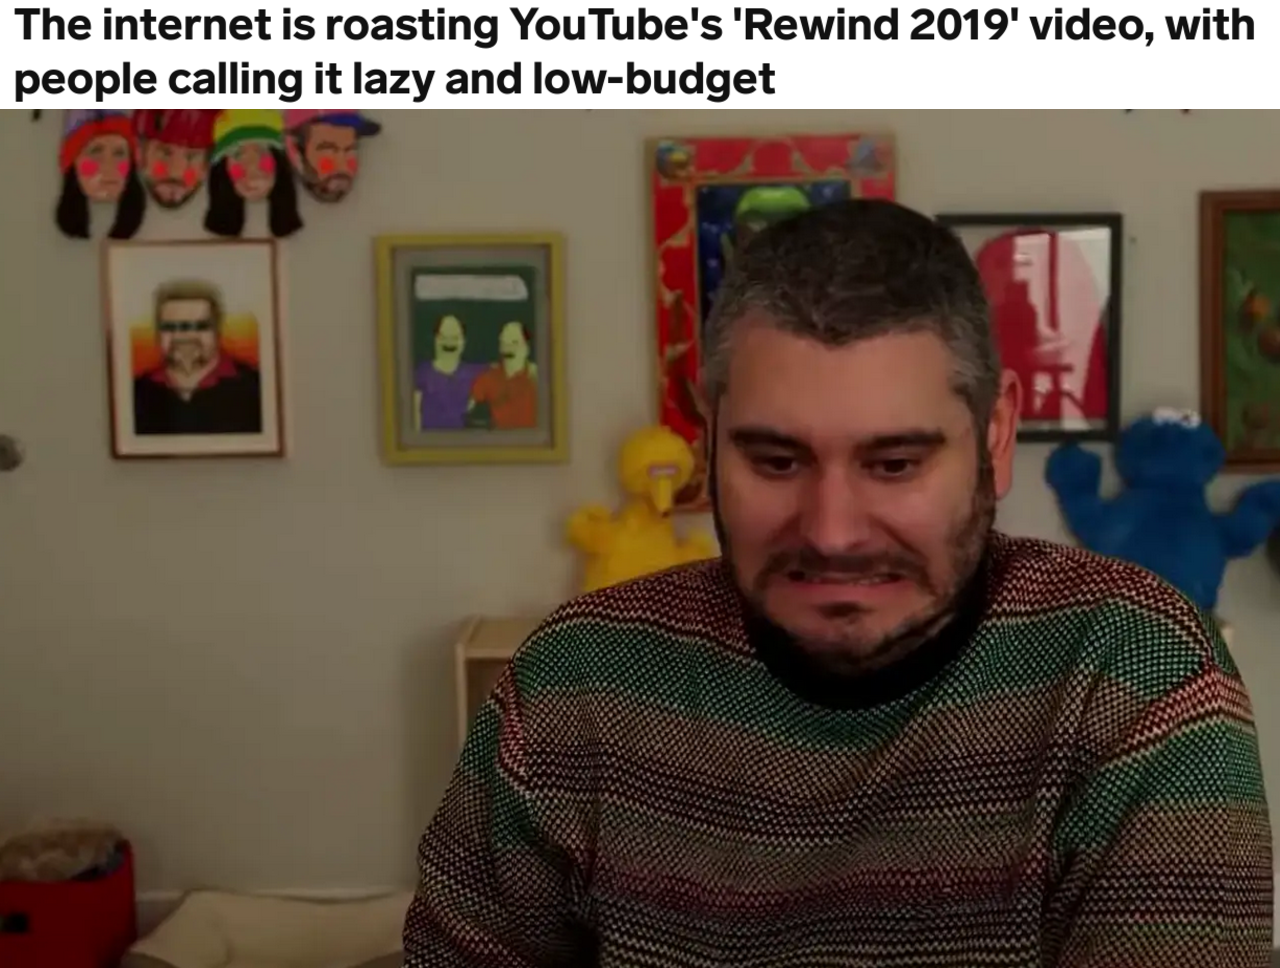 The internet is roasting YouTube's 'Rewind 2019' video, with
people calling it lazy and low-budget